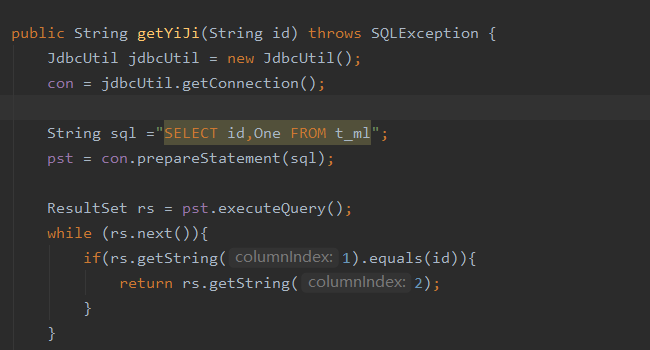 public String getYiJi(String id) throws SQLException {
JdbcUtil jdbcUtil = new JdbcUtil();
con = jdbcUtil.getConnection();
String sql ="SELECT id,One FROM t_ml";
pst = con.prepareStatement(sql);
ResultSet rs = pst.executeQuery();
while (rs.next()){
if(rs.getString( columnIndex: 1).equals(id)){
return rs.getString( columnIndex: 2);
}
}